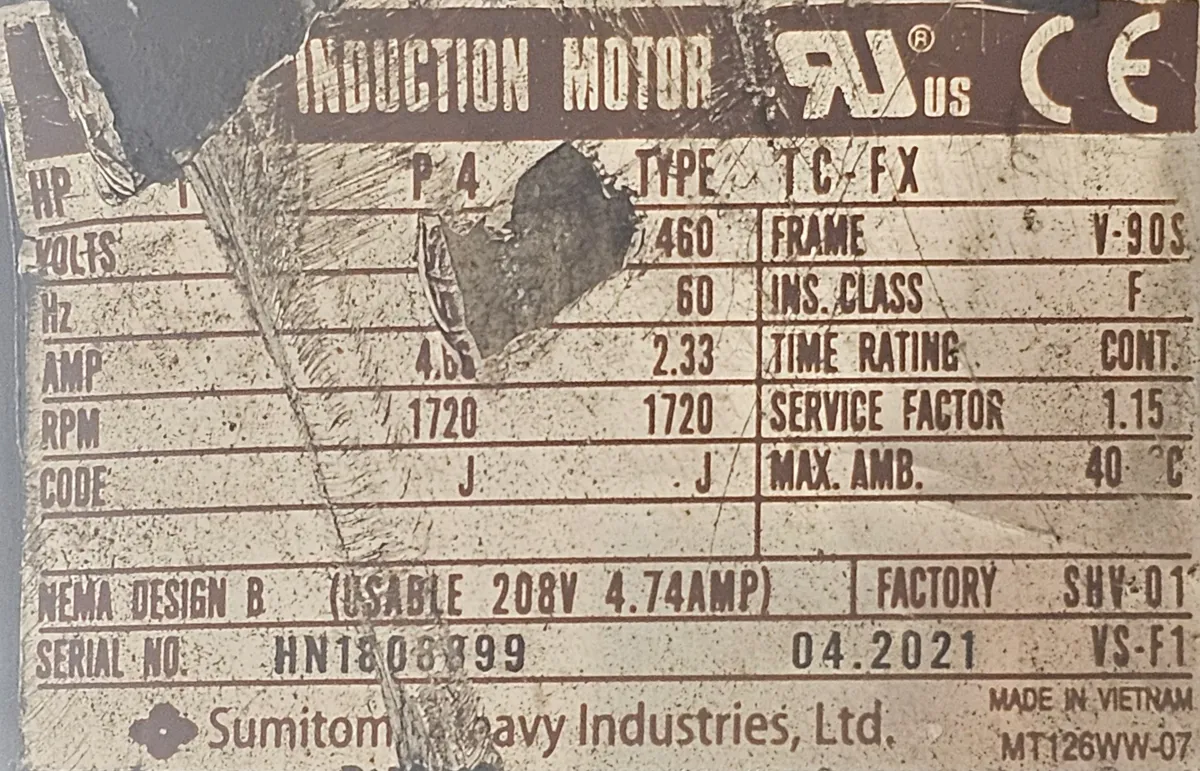 INDUCTION MOTOR RU® US CE
HP P 4 TYPE TC-FX
VOLTS 460 FRAME V-90S
Hz 60 INS. CLASS F
AMP 2.33 TIME RATING CONT.
RPM 1720 1720 SERVICE FACTOR 1.15
CODE J J MAX. AMB. 40 °C
NEMA DESIGN B (USABLE 208V 4.74AMP) FACTORY SHV-01
SERIAL NO. 04.2021 VS-F1
Industries, Ltd. MADE IN VIETNAM
MT126WW-07